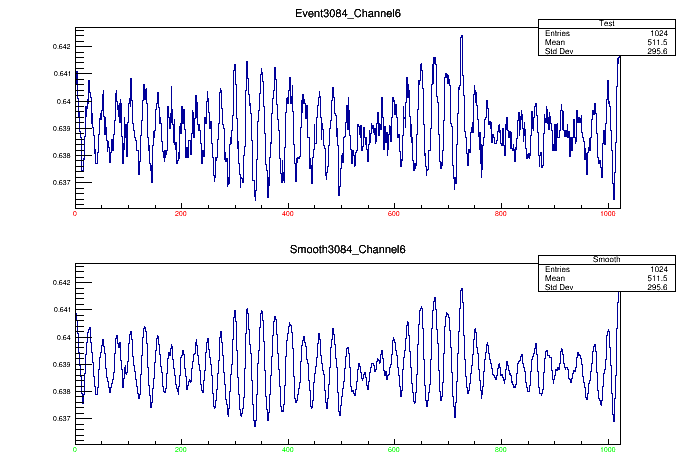 Event3084_Channel6
Test
Entries 1024
Mean 511.5
Std Dev 295.6
0.642
0.641
0.64
0.639
0.638
0.637
0 200 400 600 800 1000
Smooth3084_Channel6
Smooth
Entries 1024
Mean 511.5
Std Dev 295.6
0.642
0.641
0.64
0.639
0.638
0.637
0 200 400 600 800 1000